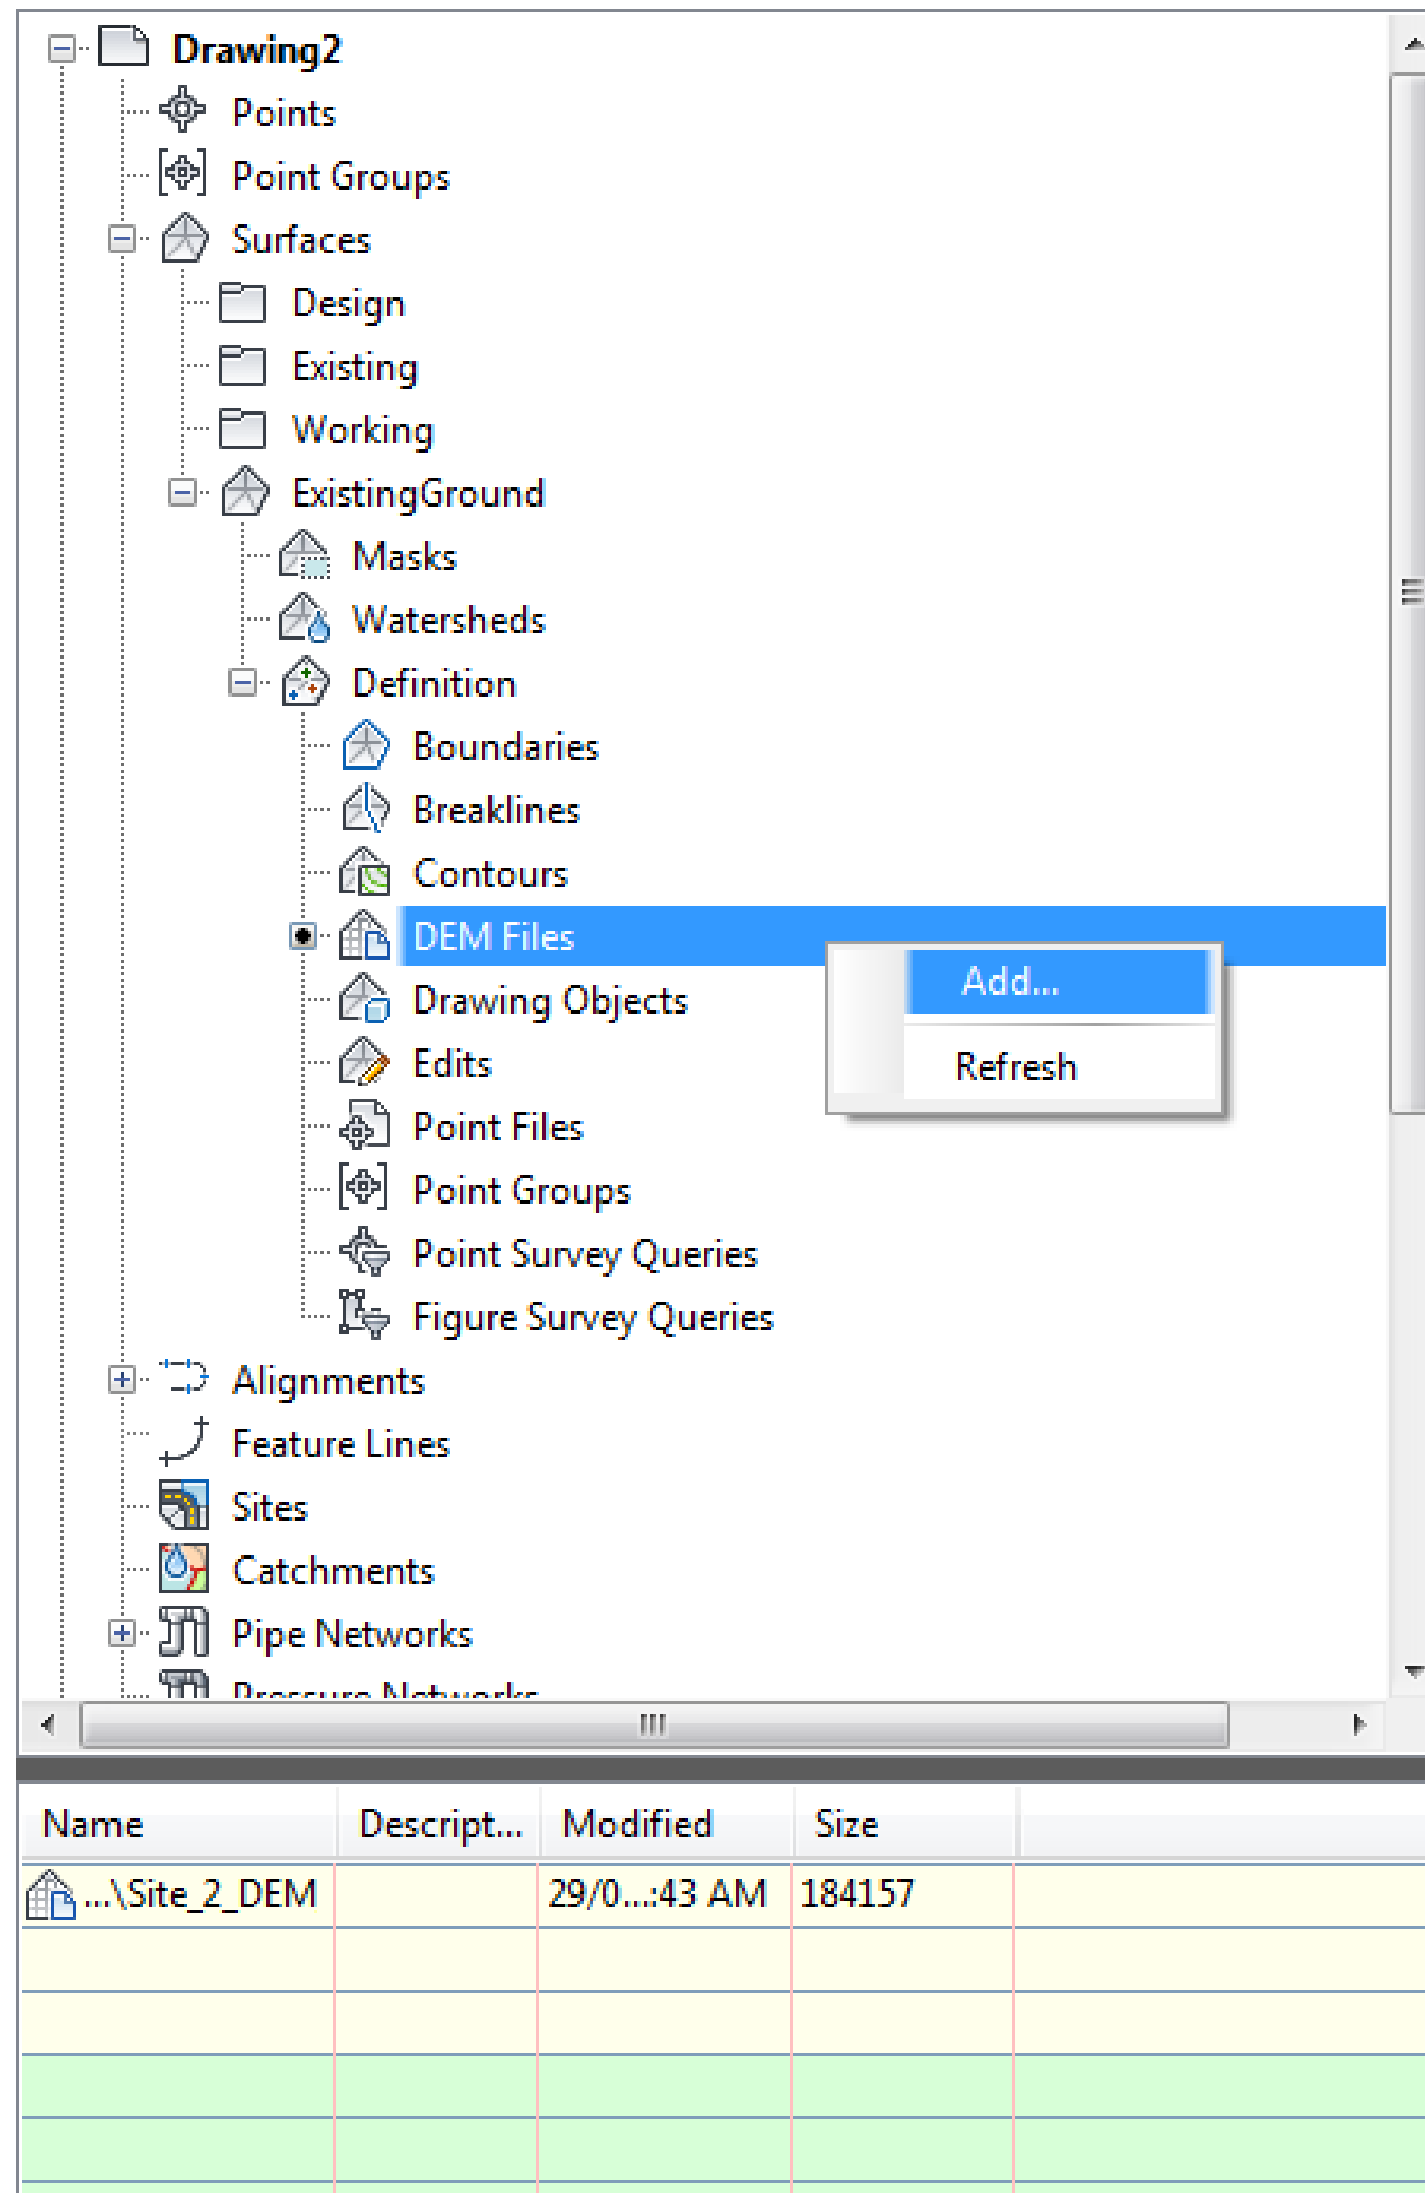 Drawing2
Points
Point Groups
Surfaces
Design
Existing
Working
ExistingGround
Masks
Watersheds
Definition
Boundaries
Breaklines
Contours
DEM Files
Add...
Drawing Objects
Edits
Refresh
Point Files
Point Groups
Point Survey Queries
Figure Survey Queries
Alignments
Feature Lines
Sites
Catchments
Pipe Networks
Pressure Networks
Name Descript... Modified Size
...\Site_2_DEM 29/0...:43 AM 184157